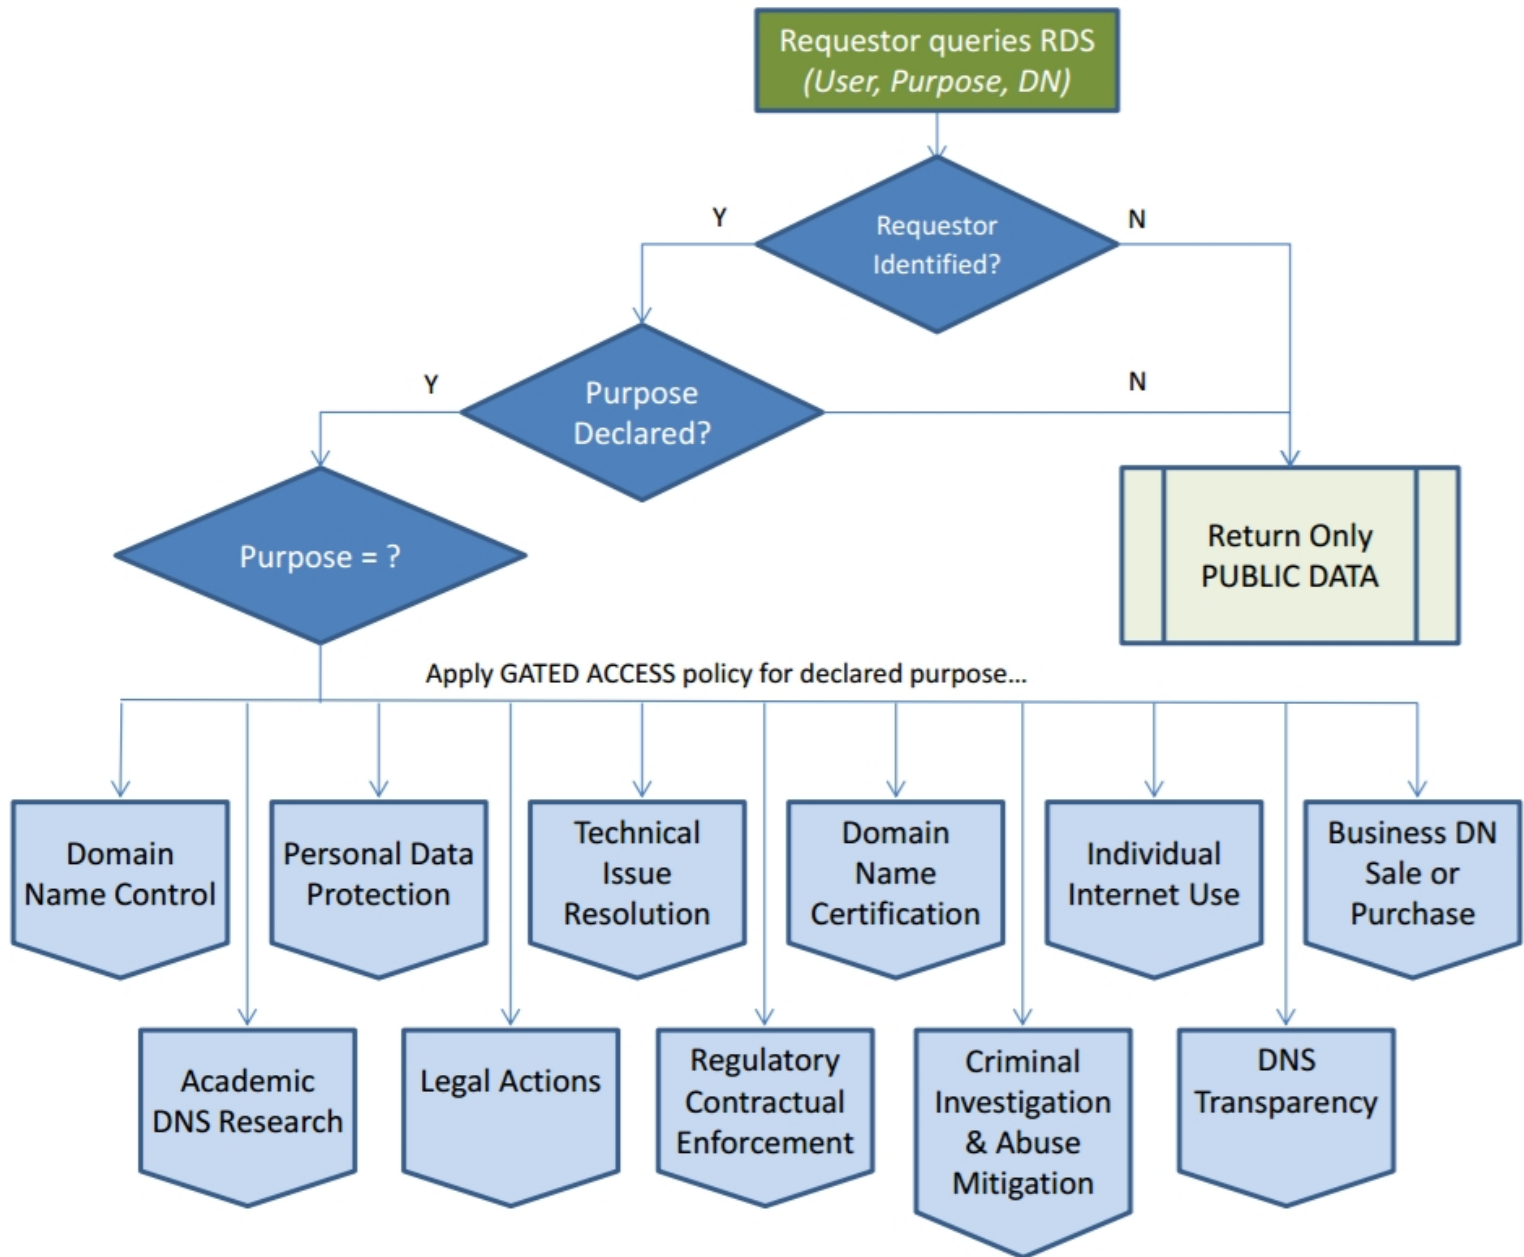 Requestor queries RDS
(User, Purpose, DN)
Y
N
Requestor
Identified?
Y
N
Purpose
Declared?
Purpose = ?
Return Only
PUBLIC DATA
Apply GATED ACCESS policy for declared purpose...
Domain
Name Control
Personal Data
Protection
Technical
Issue
Resolution
Domain
Name
Certification
Individual
Internet Use
Business DN
Sale or
Purchase
Academic
DNS Research
Legal Actions
Regulatory
Contractual
Enforcement
Criminal
Investigation
& Abuse
Mitigation
DNS
Transparency